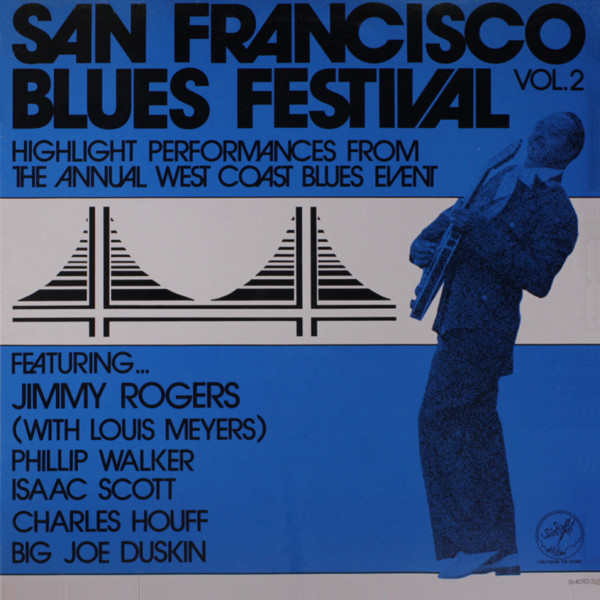 SAN FRANCISCO
BLUES FESTIVAL VOL.2
HIGHLIGHT PERFORMANCES FROM
THE ANNUAL WEST COAST BLUES EVENT
FEATURING...
JIMMY ROGERS
(WITH LOUIS MEYERS)
PHILLIP WALKER
ISAAC SCOTT
CHARLES HOUFF
BIG JOE DUSKIN